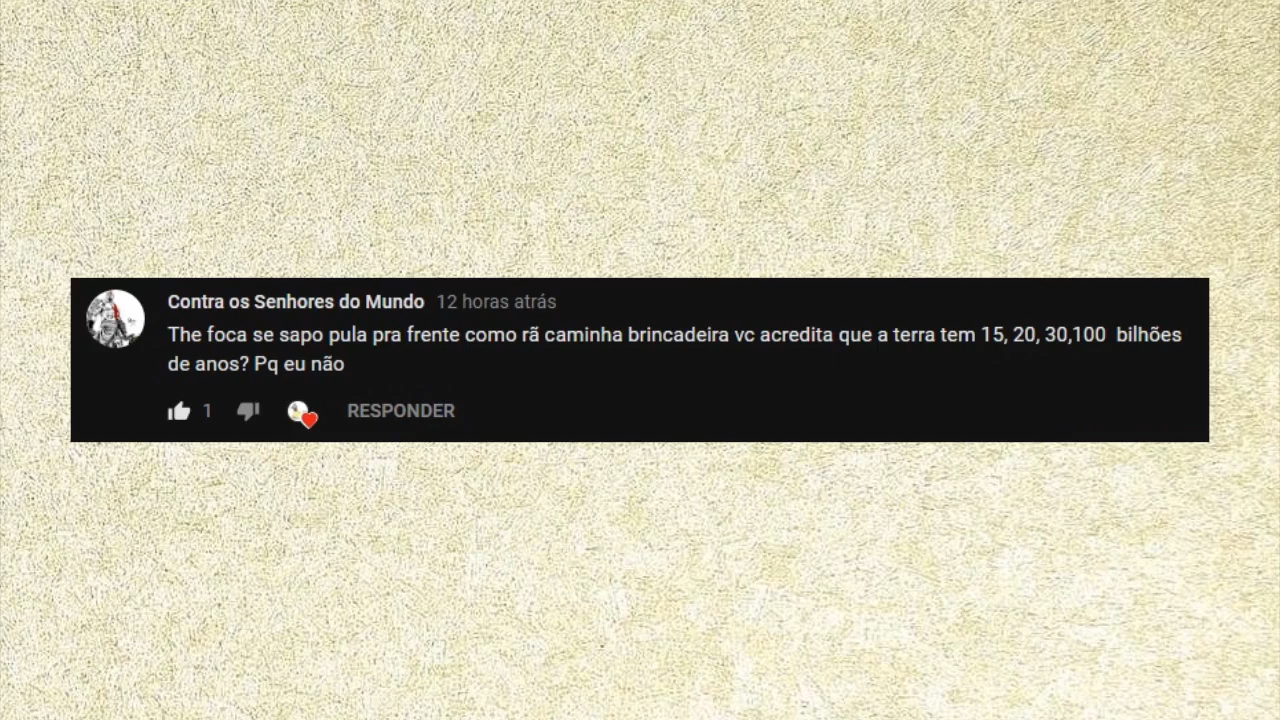 Contra os Senhores do Mundo 12 horas atrás
The foca se sapo pula pra frente como rã caminha brincadeira vc acredita que a terra tem 15, 20, 30,100 bilhões
de anos? Pq eu não
1 RESPONDER